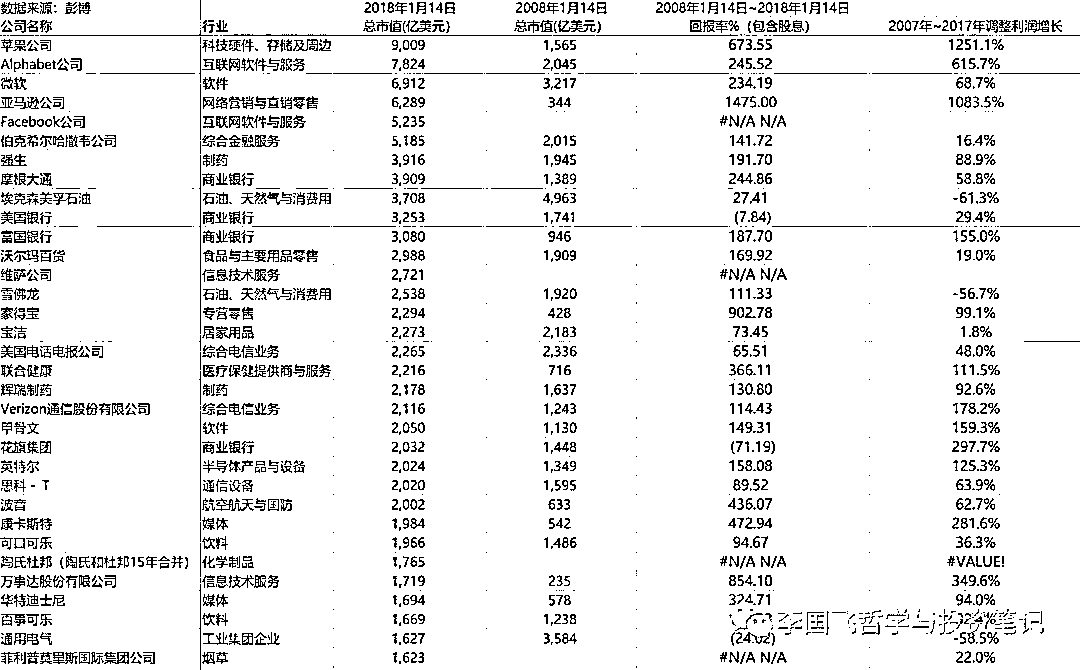 数据来源：彭博 2018年1月14日 2008年1月14日 2008年1月14日~2018年1月14日
公司名称 行业 总市值(亿美元) 总市值(亿美元) 回报率%（包含股息） 2007年~2017年调整利润增长
苹果公司 科技硬件、存储及周边 9,009 1,565 673.55 1251.1%
Alphabet公司 互联网软件与服务 7,824 2,045 245.52 615.7%
微软 软件 6,912 3,217 234.19 68.7%
亚马逊公司 网络营销与直销零售 6,289 344 1475.00 1083.5%
Facebook公司 互联网软件与服务 5,235 #N/A N/A
伯克希尔哈撒韦公司 综合金融服务 5,185 2,015 141.72 16.4%
强生 制药 3,916 1,945 191.70 88.9%
摩根大通 商业银行 3,909 1,389 244.86 58.8%
埃克森美孚石油 石油、天然气与消费用 3,708 4,963 27.41 -61.3%
美国银行 商业银行 3,253 1,741 (7.84) 29.4%
富国银行 商业银行 3,080 946 187.70 155.0%
沃尔玛百货 食品与主要用品零售 2,988 1,909 169.92 19.0%
维萨公司 信息技术服务 2,721 #N/A N/A
雪佛龙 石油、天然气与消费用 2,538 1,920 111.33 -56.7%
家得宝 专营零售 2,294 428 902.78 99.1%
宝洁 居家用品 2,273 2,183 73.45 1.8%
美国电话电报公司 综合电信业务 2,265 2,336 65.51 48.0%
联合健康 医疗保健提供商与服务 2,216 716 366.11 111.5%
辉瑞制药 制药 2,178 1,637 130.80 92.6%
Verizon通信股份有限公司 综合电信业务 2,116 1,243 114.43 178.2%
甲骨文 软件 2,050 1,130 149.31 159.3%
花旗集团 商业银行 2,032 1,448 (71.19) 297.7%
英特尔 半导体产品与设备 2,024 1,349 158.08 125.3%
思科－T 通信设备 2,020 1,595 89.52 63.9%
波音 航空航天与国防 2,002 633 436.07 62.7%
康卡斯特 媒体 1,984 542 472.94 281.6%
可口可乐 饮料 1,966 1,486 94.67 36.3%
陶氏杜邦（陶氏和杜邦15年合并） 化学制品 1,765 #N/A N/A #VALUE!
万事达股份有限公司 信息技术服务 1,719 235 854.10 349.6%
华特迪士尼 媒体 1,694 578 324.71 94.0%
百事可乐 饮料 1,669 1,238
通用电气 工业集团企业 1,627 3,584 (24.02) -58.5%
菲利普莫里斯国际集团公司 烟草 1,623 #N/A N/A 22.0%
李国飞哲学与投资笔记